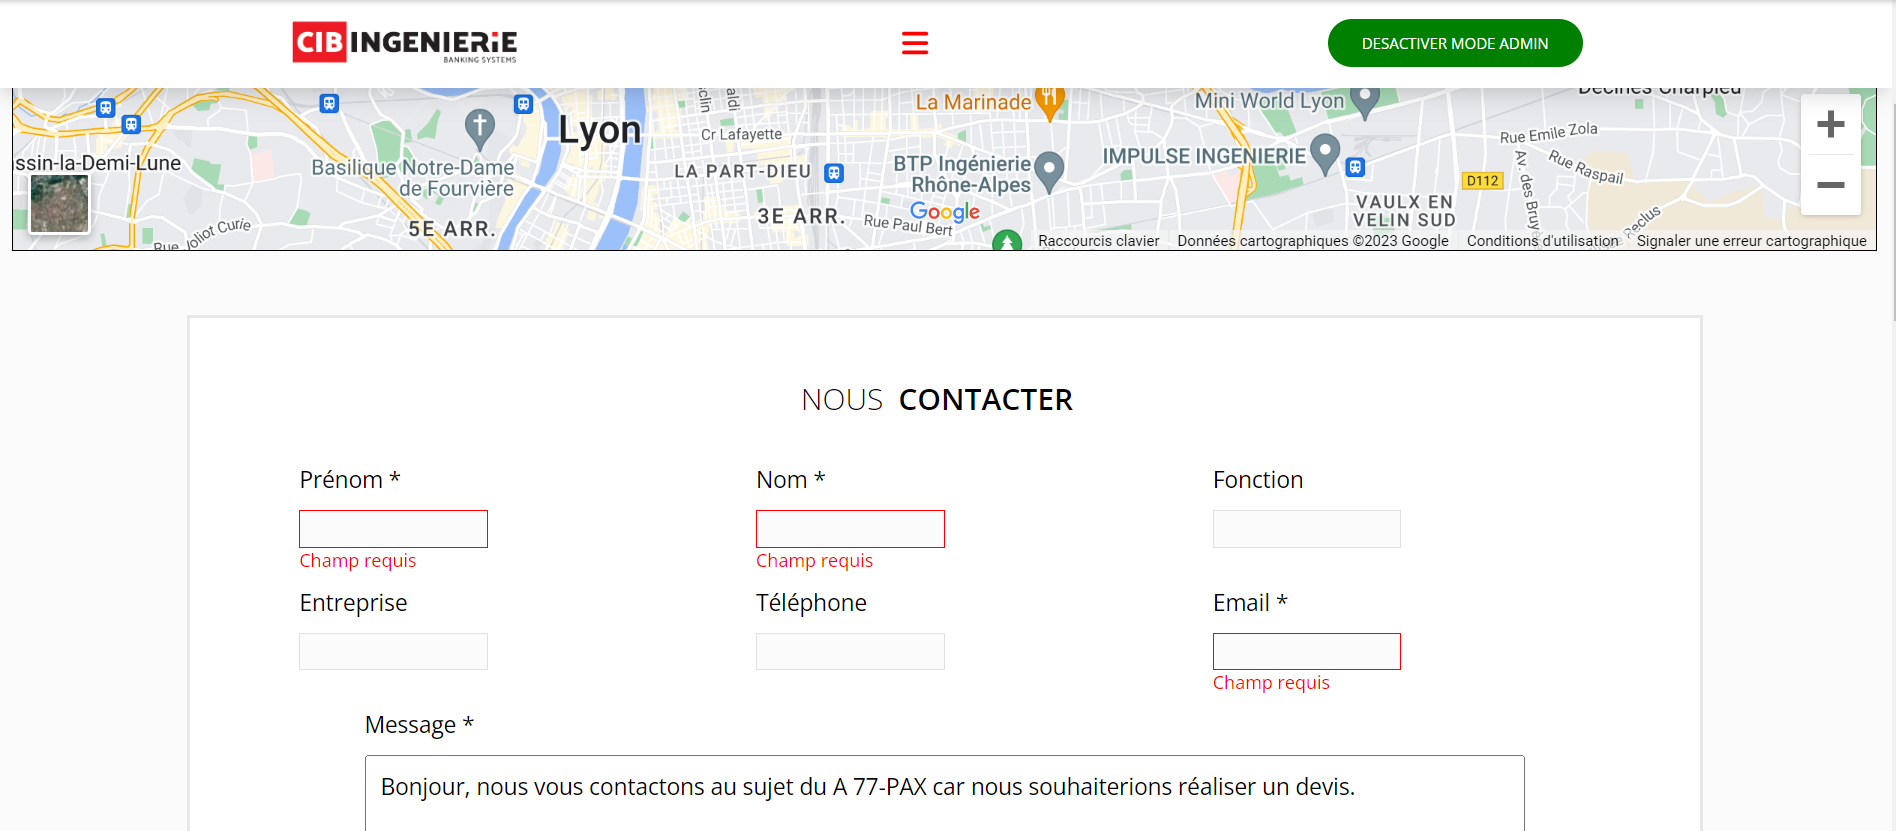 CIB INGENIERiE
BANKING SYSTEMS
DESACTIVER MODE ADMIN
Lyon
La Marinade
Mini World Lyon
Décines Charpieu
Cr Lafayette
Rue Emile Zola
ssin-la-Demi-Lune
Basilique Notre-Dame
de Fourvière
LA PART-DIEU
BTP Ingénierie
Rhône-Alpes
IMPULSE INGENIERIE
Rue Raspail
D112
Av. des Bruyè
VAULX EN
VELIN SUD
Google
3E ARR.
Rue Paul Bert
5E ARR.
Rue Joliot Curie
Reclus
Raccourcis clavier
Données cartographiques ©2023 Google
Conditions d'utilisation
Signaler une erreur cartographique
NOUS CONTACTER
Prénom *
Nom *
Fonction
Champ requis
Champ requis
Entreprise
Téléphone
Email *
Champ requis
Message *
Bonjour, nous vous contactons au sujet du A 77-PAX car nous souhaiterions réaliser un devis.